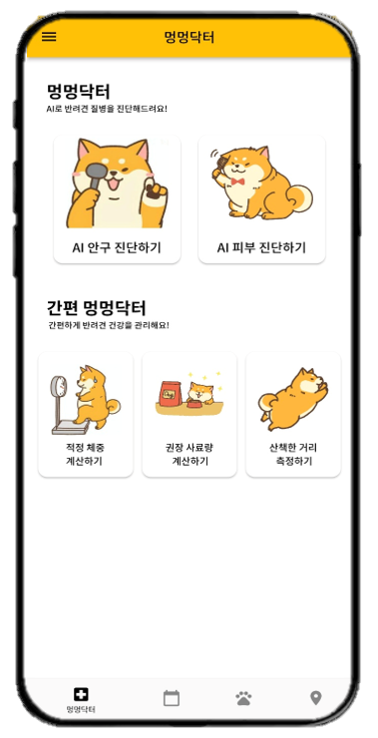 멍멍닥터
멍멍닥터
AI로 반려견 질병을 진단해드려요!
AI 안구 진단하기
AI 피부 진단하기
간편 멍멍닥터
간편하게 반려견 건강을 관리해요!
적정 체중
계산하기
권장 사료량
계산하기
산책한 거리
측정하기
멍멍닥터